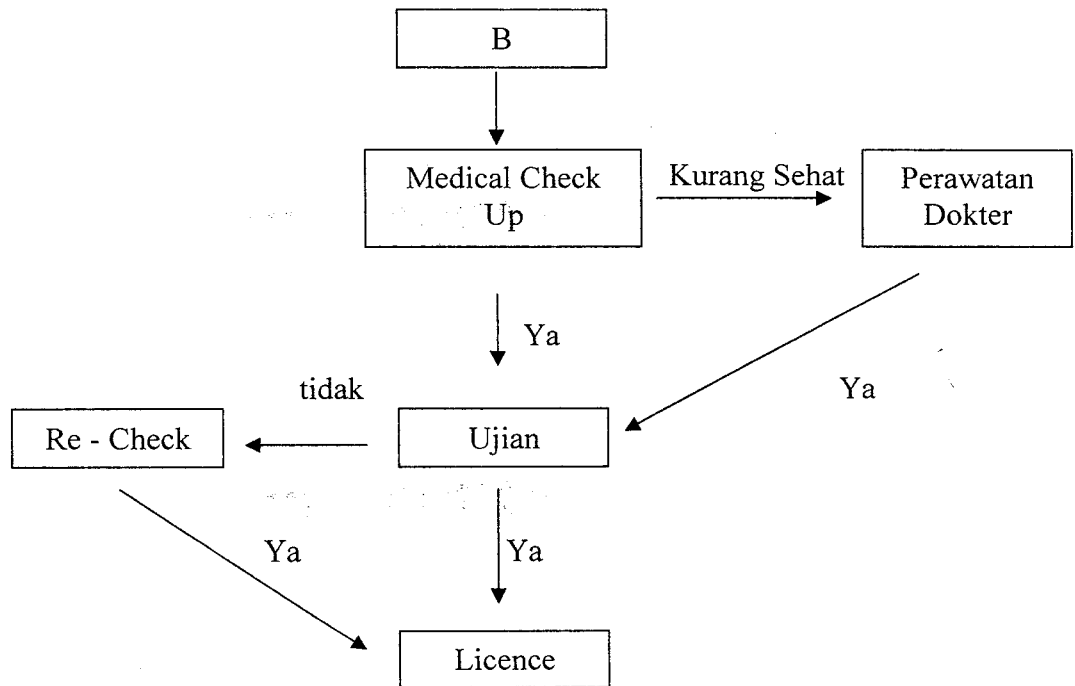 B
Medical Check
Up
Kurang Sehat
Perawatan
Dokter
Ya
Ya
tidak
Re - Check
Ujian
Ya
Ya
Licence